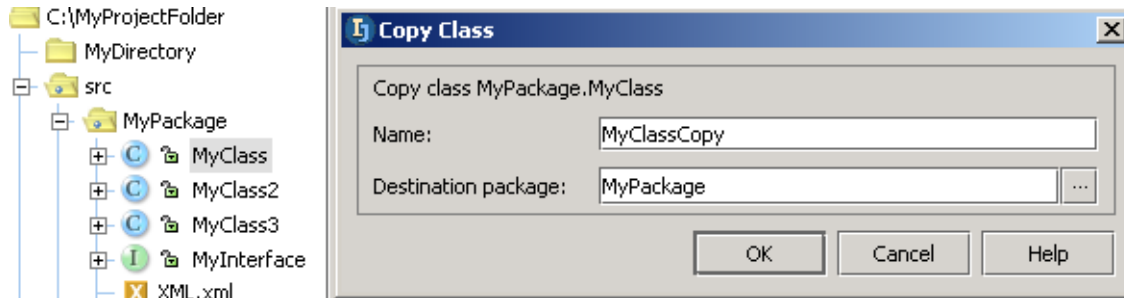 C:\MyProjectFolder
MyDirectory
src
MyPackage
C MyClass
C MyClass2
C MyClass3
I MyInterface
XML.xml
IJ Copy Class
Copy class MyPackage.MyClass
Name: MyClassCopy
Destination package: MyPackage ...
OK Cancel Help